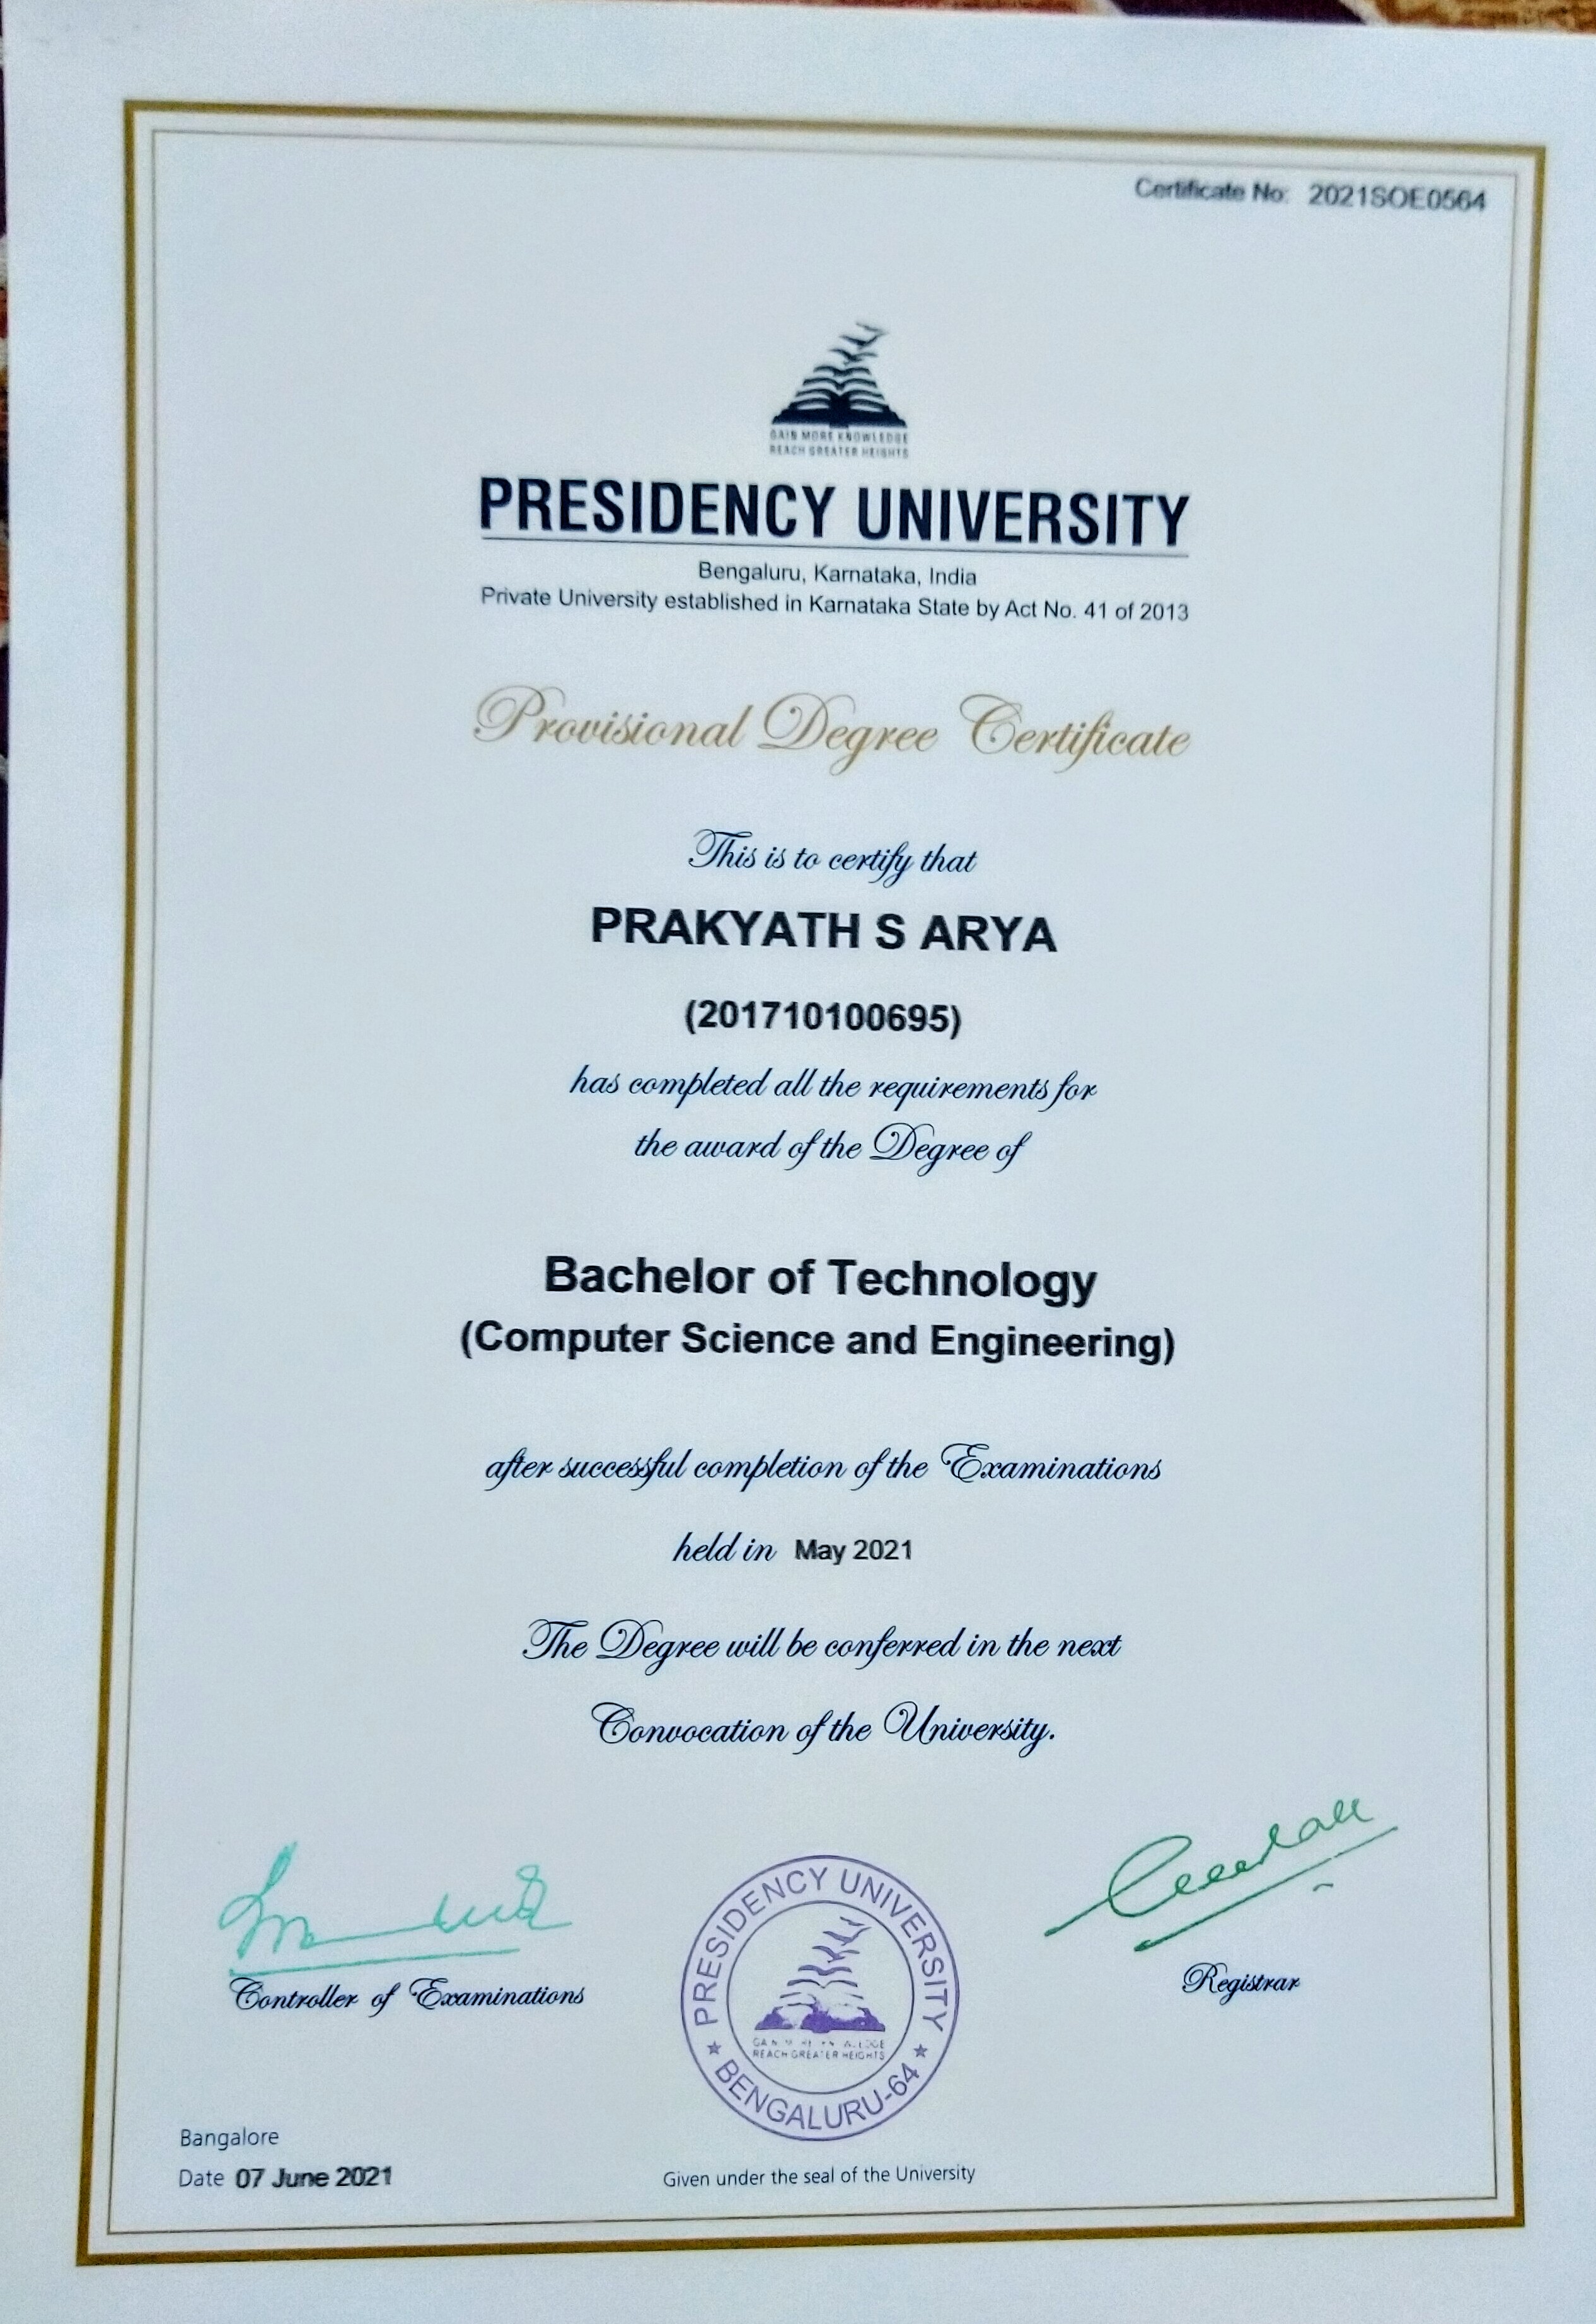 Certificate No: 2021SOE0564
GAIN MORE KNOWLEDGE
REACH GREATER HEIGHTS
PRESIDENCY UNIVERSITY
Bengaluru, Karnataka, India
Private University established in Karnataka State by Act No. 41 of 2013
Provisional Degree Certificate
This is to certify that
PRAKYATH S ARYA
(201710100695)
has completed all the requirements for
the award of the Degree of
Bachelor of Technology
(Computer Science and Engineering)
after successful completion of the Examinations
held in May 2021
The Degree will be conferred in the next
Convocation of the University.
Controller of Examinations
PRESIDENCY UNIVERSITY
REACH GREATER HEIGHTS
BENGALURU-64
Registrar
Bangalore
Date 07 June 2021
Given under the seal of the University